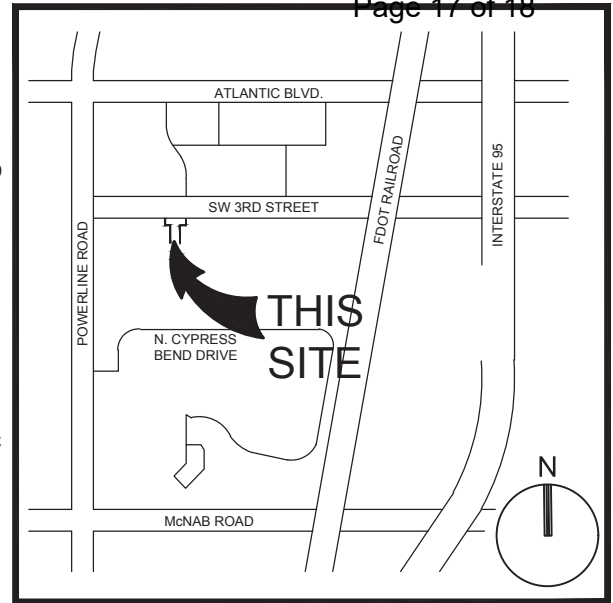 Page 17 of 18
ATLANTIC BLVD.
SW 3RD STREET
FDOT RAILROAD
INTERSTATE 95
POWERLINE ROAD
THIS
SITE
N. CYPRESS
BEND DRIVE
McNAB ROAD
N